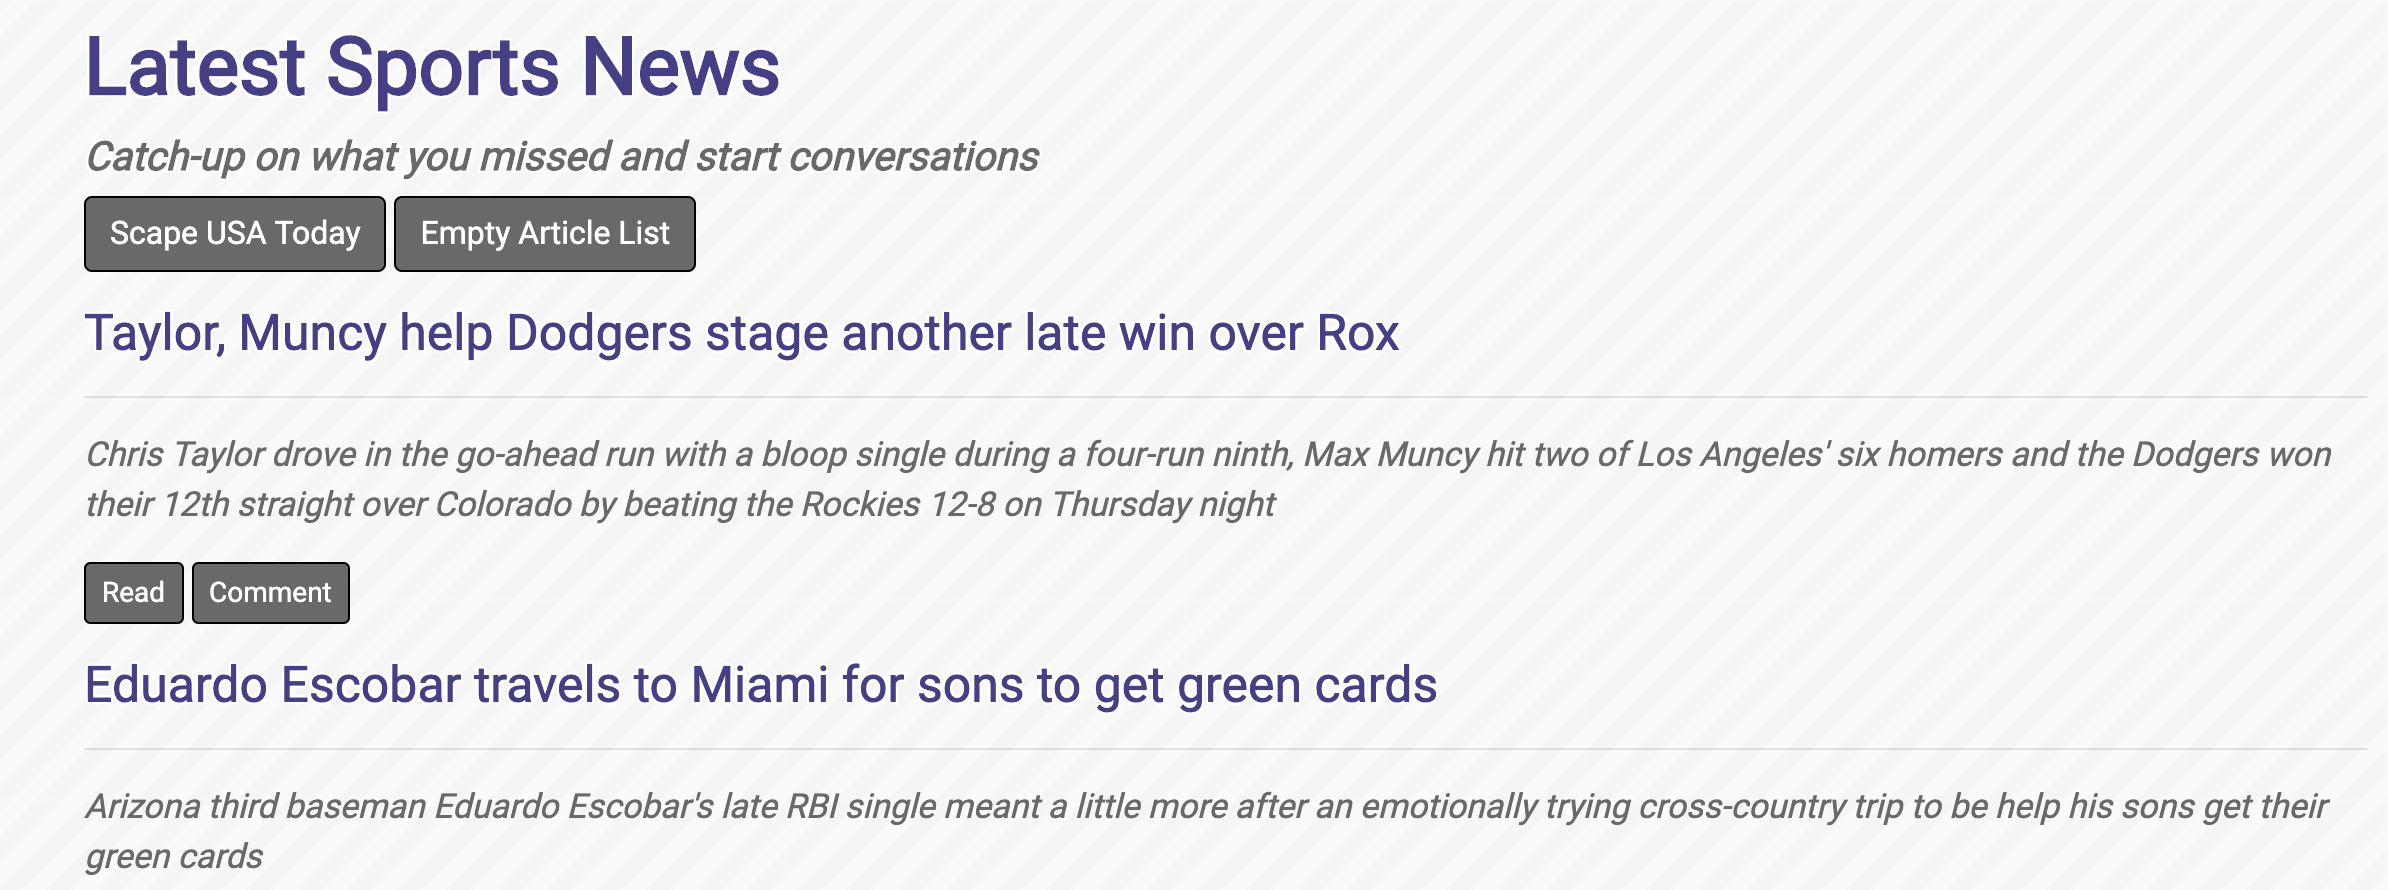 Latest Sports News
Catch-up on what you missed and start conversations
Scape USA Today Empty Article List
Taylor, Muncy help Dodgers stage another late win over Rox
Chris Taylor drove in the go-ahead run with a bloop single during a four-run ninth, Max Muncy hit two of Los Angeles' six homers and the Dodgers won
their 12th straight over Colorado by beating the Rockies 12-8 on Thursday night
Read Comment
Eduardo Escobar travels to Miami for sons to get green cards
Arizona third baseman Eduardo Escobar's late RBI single meant a little more after an emotionally trying cross-country trip to be help his sons get their
green cards